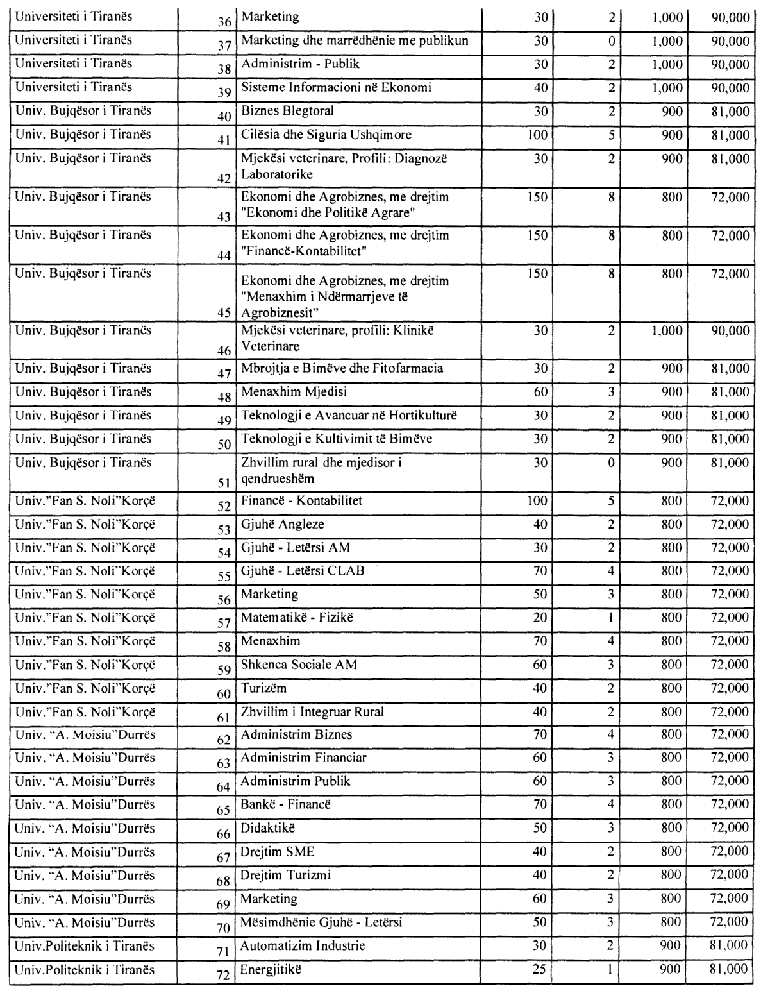 Universiteti i Tiranës 36 Marketing 30 2 1,000 90,000
Universiteti i Tiranës 37 Marketing dhe marrëdhënie me publikun 30 0 1,000 90,000
Universiteti i Tiranës 38 Administrim - Publik 30 2 1,000 90,000
Universiteti i Tiranës 39 Sisteme Informacioni në Ekonomi 40 2 1,000 90,000
Univ. Bujqësor i Tiranës 40 Biznes Blegtoral 30 2 900 81,000
Univ. Bujqësor i Tiranës 41 Cilësia dhe Siguria Ushqimore 100 5 900 81,000
Univ. Bujqësor i Tiranës 42 Mjekësi veterinare, Profili: Diagnozë 30 2 900 81,000
Laboratorike
Univ. Bujqësor i Tiranës 43 Ekonomi dhe Agrobiznes, me drejtim 150 8 800 72,000
"Ekonomi dhe Politikë Agrare"
Univ. Bujqësor i Tiranës 44 Ekonomi dhe Agrobiznes, me drejtim 150 8 800 72,000
"Financë-Kontabilitet"
Univ. Bujqësor i Tiranës 45 Ekonomi dhe Agrobiznes, me drejtim 150 8 800 72,000
"Menaxhim i Ndërmarrjeve të
Agrobiznesit”
Univ. Bujqësor i Tiranës 46 Mjekësi veterinare, profili: Klinikë 30 2 1,000 90,000
Veterinare
Univ. Bujqësor i Tiranës 47 Mbrojtja e Bimëve dhe Fitofarmacia 30 2 900 81,000
Univ. Bujqësor i Tiranës 48 Menaxhim Mjedisi 60 3 900 81,000
Univ. Bujqësor i Tiranës 49 Teknologji e Avancuar në Hortikulturë 30 2 900 81,000
Univ. Bujqësor i Tiranës 50 Teknologji e Kultivimit të Bimëve 30 2 900 81,000
Univ. Bujqësor i Tiranës 51 Zhvillim rural dhe mjedisor i 30 0 900 81,000
qendrueshëm
Univ.”Fan S. Noli”Korçë 52 Financë - Kontabilitet 100 5 800 72,000
Univ.”Fan S. Noli”Korçë 53 Gjuhë Angleze 40 2 800 72,000
Univ.”Fan S. Noli”Korçë 54 Gjuhë - Letërsi AM 30 2 800 72,000
Univ.”Fan S. Noli”Korçë 55 Gjuhë - Letërsi CLAB 70 4 800 72,000
Univ.”Fan S. Noli”Korçë 56 Marketing 50 3 800 72,000
Univ.”Fan S. Noli”Korçë 57 Matematikë - Fizikë 20 1 800 72,000
Univ.”Fan S. Noli”Korçë 58 Menaxhim 70 4 800 72,000
Univ.”Fan S. Noli”Korçë 59 Shkenca Sociale AM 60 3 800 72,000
Univ.”Fan S. Noli”Korçë 60 Turizëm 40 2 800 72,000
Univ.”Fan S. Noli”Korçë 61 Zhvillim i Integruar Rural 40 2 800 72,000
Univ. “A. Moisiu”Durrës 62 Administrim Biznes 70 4 800 72,000
Univ. “A. Moisiu”Durrës 63 Administrim Financiar 60 3 800 72,000
Univ. “A. Moisiu”Durrës 64 Administrim Publik 60 3 800 72,000
Univ. “A. Moisiu”Durrës 65 Bankë - Financë 70 4 800 72,000
Univ. “A. Moisiu”Durrës 66 Didaktikë 50 3 800 72,000
Univ. “A. Moisiu”Durrës 67 Drejtim SME 40 2 800 72,000
Univ. “A. Moisiu”Durrës 68 Drejtim Turizmi 40 2 800 72,000
Univ. “A. Moisiu”Durrës 69 Marketing 60 3 800 72,000
Univ. “A. Moisiu”Durrës 70 Mësimdhënie Gjuhë - Letërsi 50 3 800 72,000
Univ.Politeknik i Tiranës 71 Automatizim Industrie 30 2 900 81,000
Univ.Politeknik i Tiranës 72 Energjitikë 25 1 900 81,000